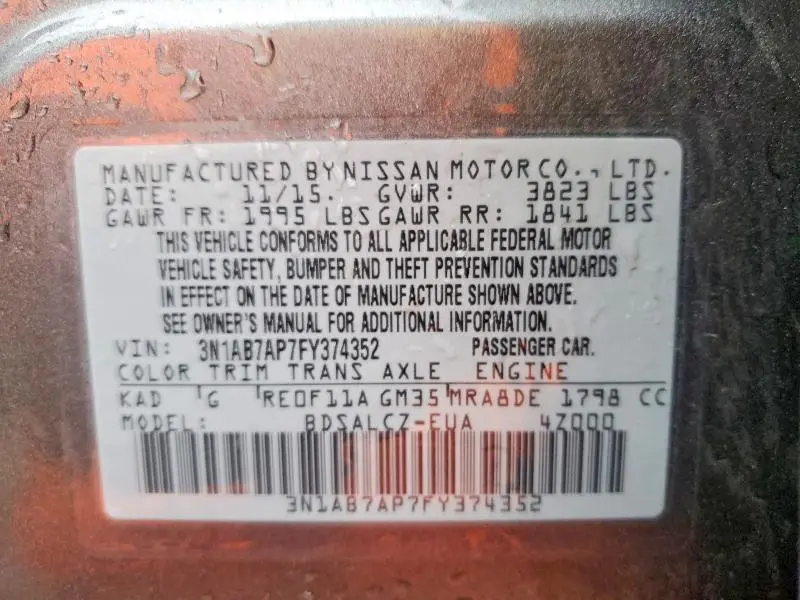 MANUFACTURED BY NISSAN MOTOR CO., LTD.
DATE: 11/15. GVWR: 3823 LBS
GAWR FR: 1995 LBS GAWR RR: 1841 LBS
THIS VEHICLE CONFORMS TO ALL APPLICABLE FEDERAL MOTOR
VEHICLE SAFETY, BUMPER AND THEFT PREVENTION STANDARDS
IN EFFECT ON THE DATE OF MANUFACTURE SHOWN ABOVE.
SEE OWNER'S MANUAL FOR ADDITIONAL INFORMATION.
VIN: 3N1AB7AP7FY374352 PASSENGER CAR.
COLOR TRIM TRANS AXLE ENGINE
KAD G RE0F11A GM35 MRA8DE 1798 CC
MODEL: BDSALCZ-EUA 4Z000
3N1AB7AP7FY374352